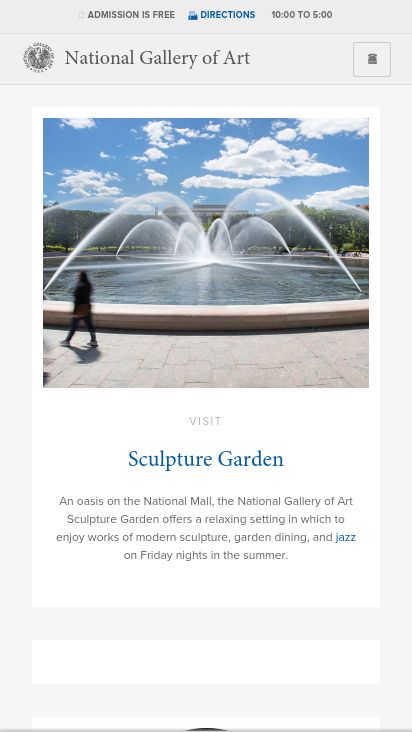 ADMISSION IS FREE DIRECTIONS 10:00 TO 5:00
National Gallery of Art
VISIT
Sculpture Garden
An oasis on the National Mall, the National Gallery of Art
Sculpture Garden offers a relaxing setting in which to
enjoy works of modern sculpture, garden dining, and jazz
on Friday nights in the summer.